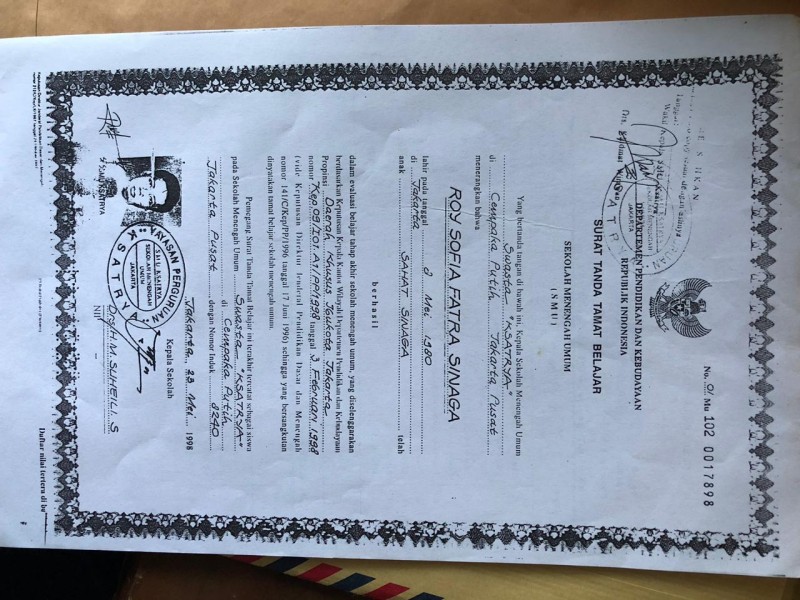 No. 01 Mu 102 0017898
DEPARTEMEN PENDIDIKAN DAN KEBUDAYAAN
REPUBLIK INDONESIA
SURAT TANDA TAMAT BELAJAR
SEKOLAH MENENGAH UMUM
(SMU)
Yang bertanda tangan di bawah ini, Kepala Sekolah Menengah Umum
Swasta "KSATRYA"
di Cempaka Putih Jakarta Pusat
menerangkan bahwa
ROY SOFIA FATRA SINAGA
lahir pada tanggal 2 Mei 1980
di Jakarta
anak SAHAT SINAGA telah
berhasil
dalam evaluasi belajar tahap akhir sekolah menengah umum, yang diselenggarakan
berdasarkan Keputusan Kepala Kantor Wilayah Departemen Pendidikan dan Kebudayaan
Propinsi Daerah Khusus Ibukota Jakarta
nomor tanggal 3 Februari 1998
(vide Keputusan Direktur Jenderal Pendidikan Dasar dan Menengah
nomor 141/C/Kep/PP/1996 tanggal 17 Juni 1996) sehingga yang bersangkutan
dinyatakan tamat belajar sekolah menengah umum.
Pemegang Surat Tanda Tamat Belajar ini terakhir tercatat sebagai siswa
pada Sekolah Menengah Umum Swasta "KSATRYA"
di Cempaka Putih
Jakarta Pusat dengan Nomor Induk 8240
Jakarta 23 Mei 1998
Kepala Sekolah
YAYASAN PERGURUAN
SEKOLAH MENENGAH
UMUM
JAKARTA
KSATRYA
Drs. H.M. SUHEILI. S
NIP
Daftar nilai tertera di